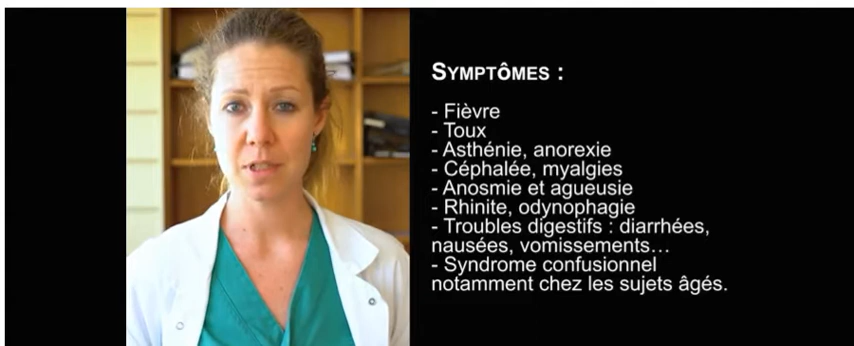 SYMPTÔMES :
- Fièvre
- Toux
- Asthénie, anorexie
- Céphalée, myalgies
- Anosmie et agueusie
- Rhinite, odynophagie
- Troubles digestifs : diarrhées,
nausées, vomissements…
- Syndrome confusionnel
notamment chez les sujets âgés.